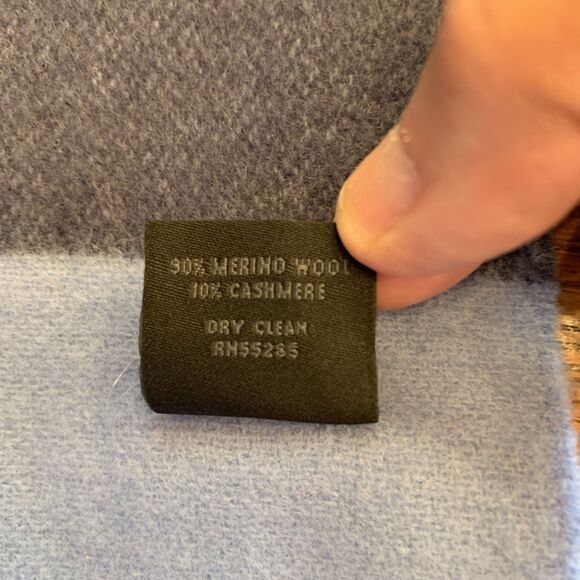 90% MERINO WOOL
10% CASHMERE
DRY CLEAN
RN55285